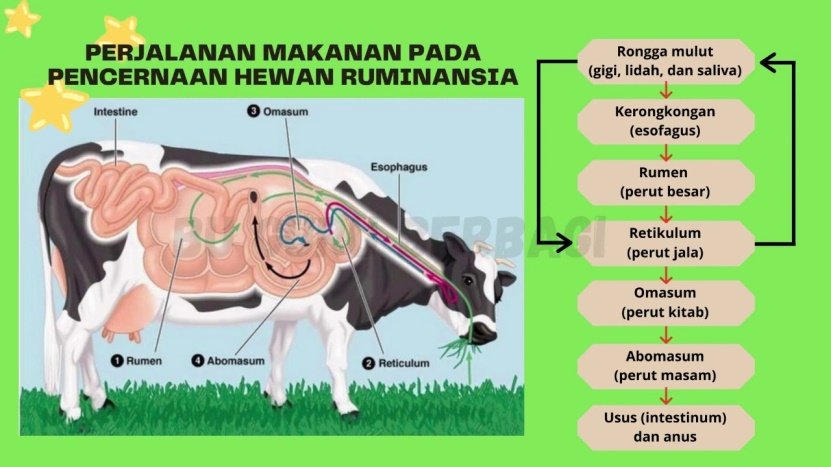 PERJALANAN MAKANAN PADA
PENCERNAAN HEWAN RUMINANSIA
Intestine
3 Omasum
Esophagus
1 Rumen
4 Abomasum
2 Reticulum
Rongga mulut
(gigi, lidah, dan saliva)
Kerongkongan
(esofagus)
Rumen
(perut besar)
Retikulum
(perut jala)
Omasum
(perut kitab)
Abomasum
(perut masam)
Usus (intestinum)
dan anus